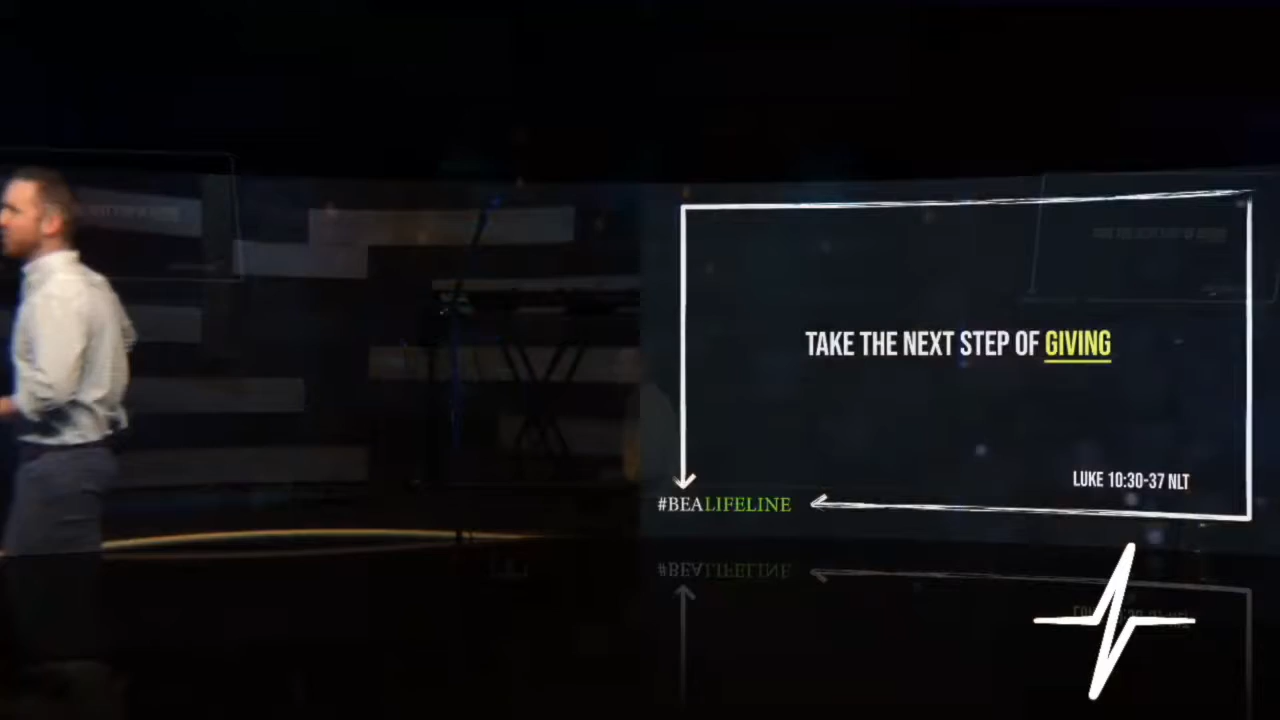 TAKE THE NEXT STEP OF GIVING
LUKE 10:30-37 NLT
#BEALIFELINE